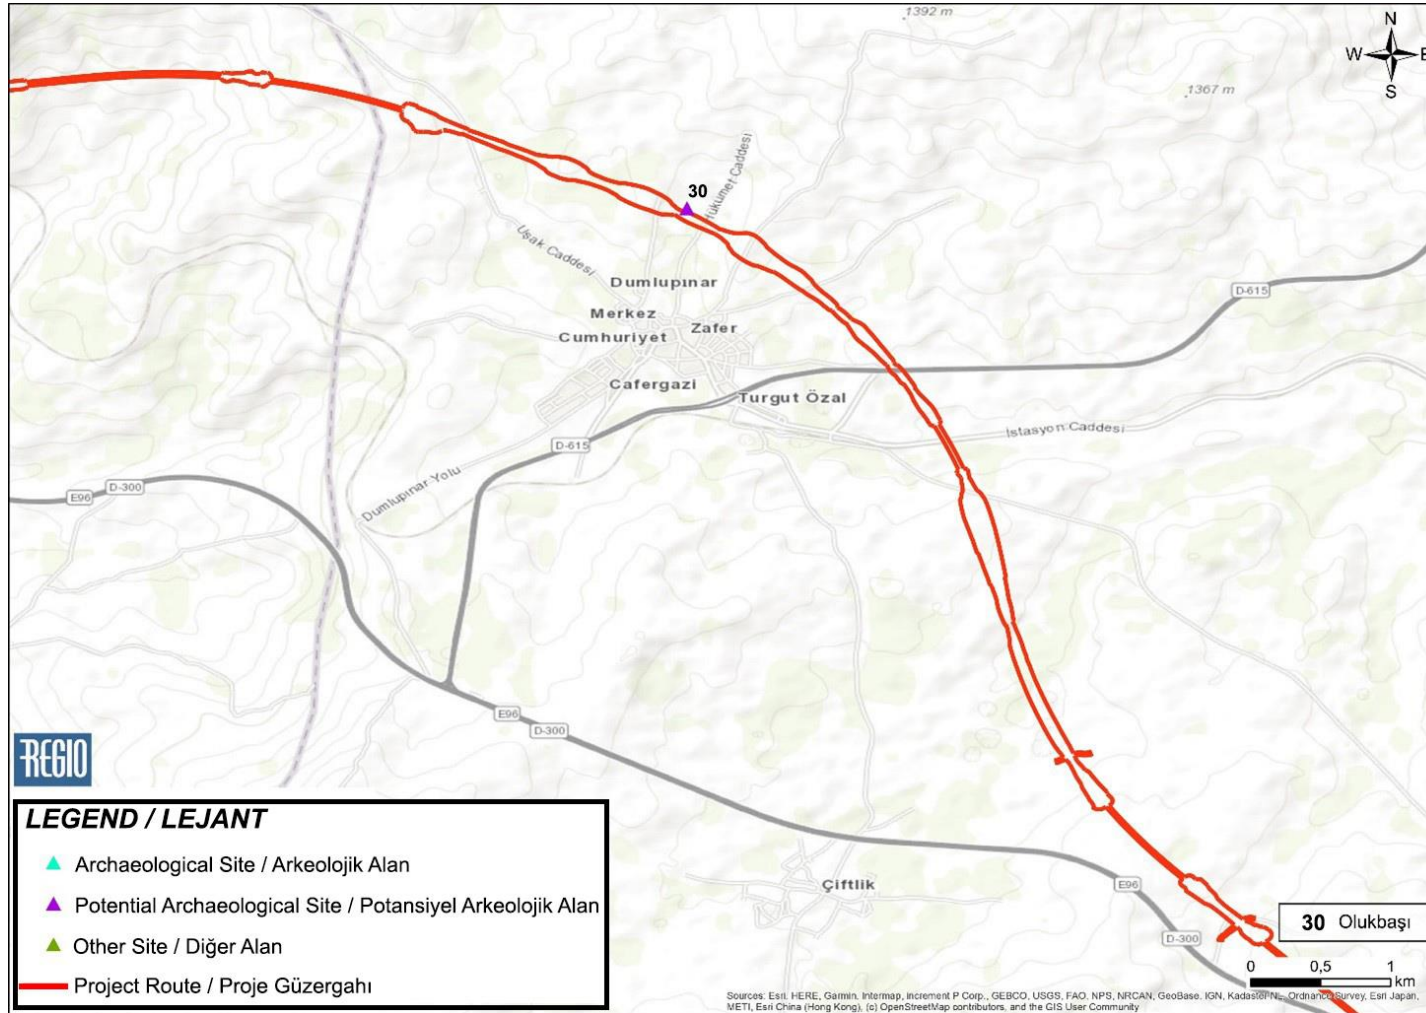 1392 m
N
W
E
S
1367 m
30
Hükümet Caddesi
Uşak Caddesi
Dumlupınar
D-615
Merkez
Zafer
Cumhuriyet
Cafergazi
Turgut Özal
İstasyon Caddesi
D-615
Dumlupınar Yolu
E96
D-300
E96
D-300
REGIO
LEGEND / LEJANT
Archaeological Site / Arkeolojik Alan
Potential Archaeological Site / Potansiyel Arkeolojik Alan
Other Site / Diğer Alan
Project Route / Proje Güzergahı
Çiftlik
E96
D-300
30 Olukbaşı
0 0,5 1
km
Sources: Esri, HERE, Garmin, Intermap, increment P Corp., GEBCO, USGS, FAO, NPS, NRCAN, GeoBase, IGN, Kadaster NL, Ordnance Survey, Esri Japan,
METI, Esri China (Hong Kong), (c) OpenStreetMap contributors, and the GIS User Community